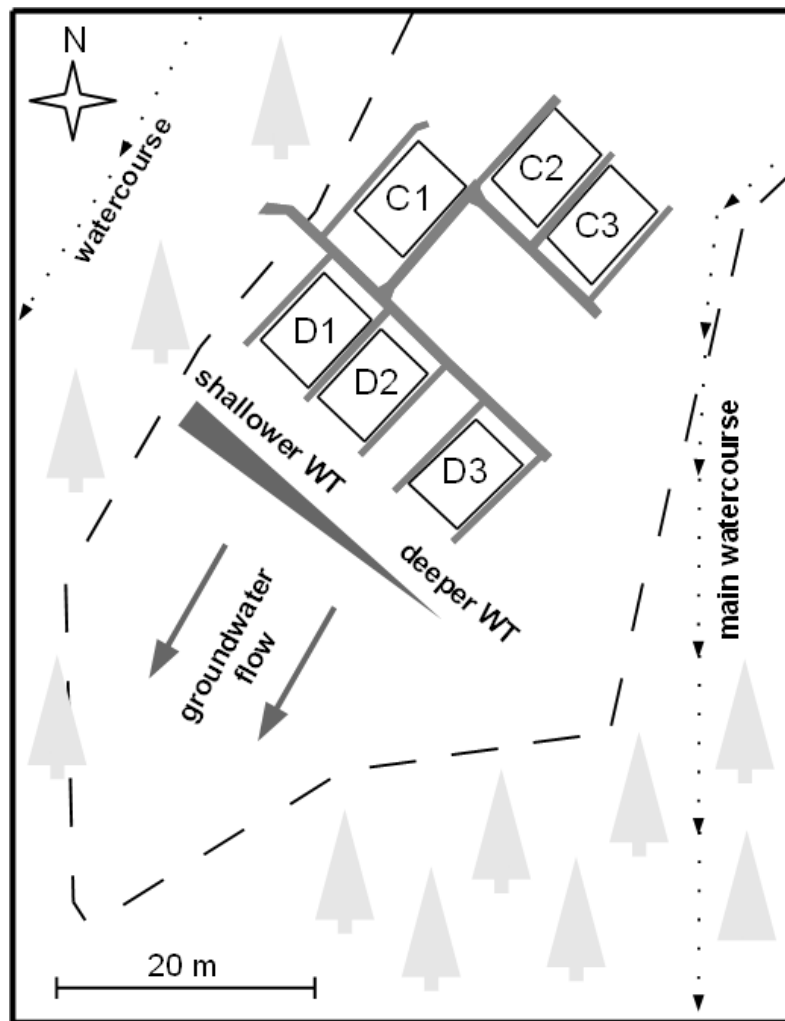 N
watercourse
C1
C2
C3
D1
D2
D3
shallower WT
deeper WT
groundwater
flow
main watercourse
20 m